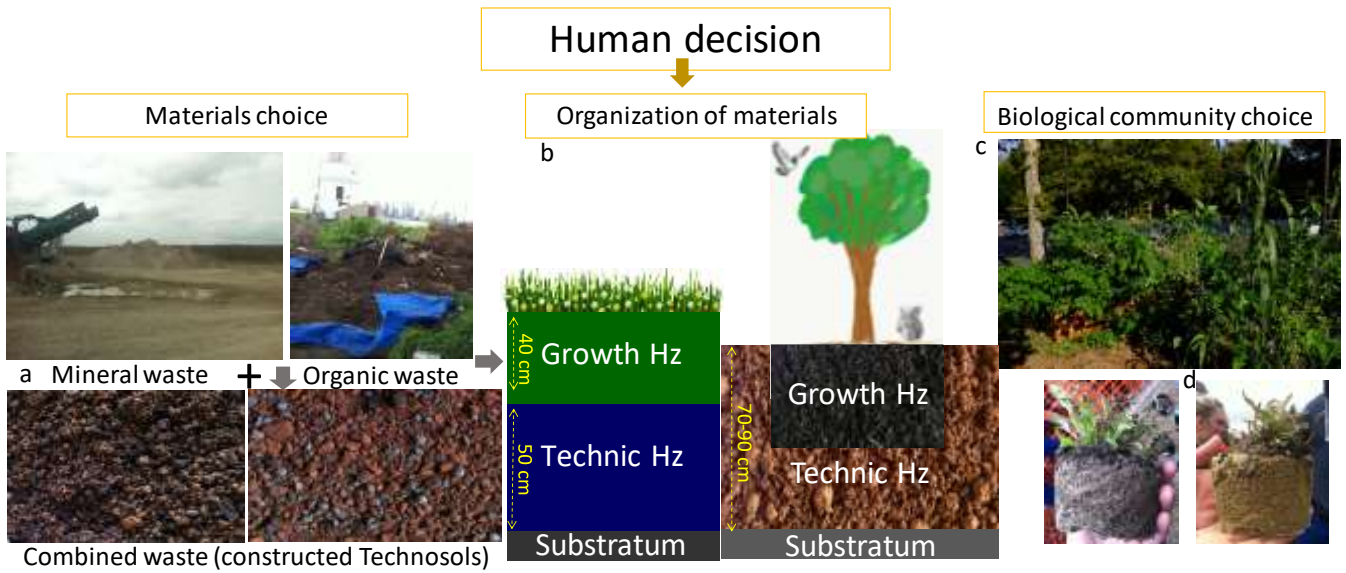 Human decision
Materials choice
Organization of materials
Biological community choice
b
c
a
Mineral waste + Organic waste
Combined waste (constructed Technosols)
40 cm
Growth Hz
50 cm
Technic Hz
Substratum
70-90 cm
Growth Hz
Technic Hz
Substratum
d